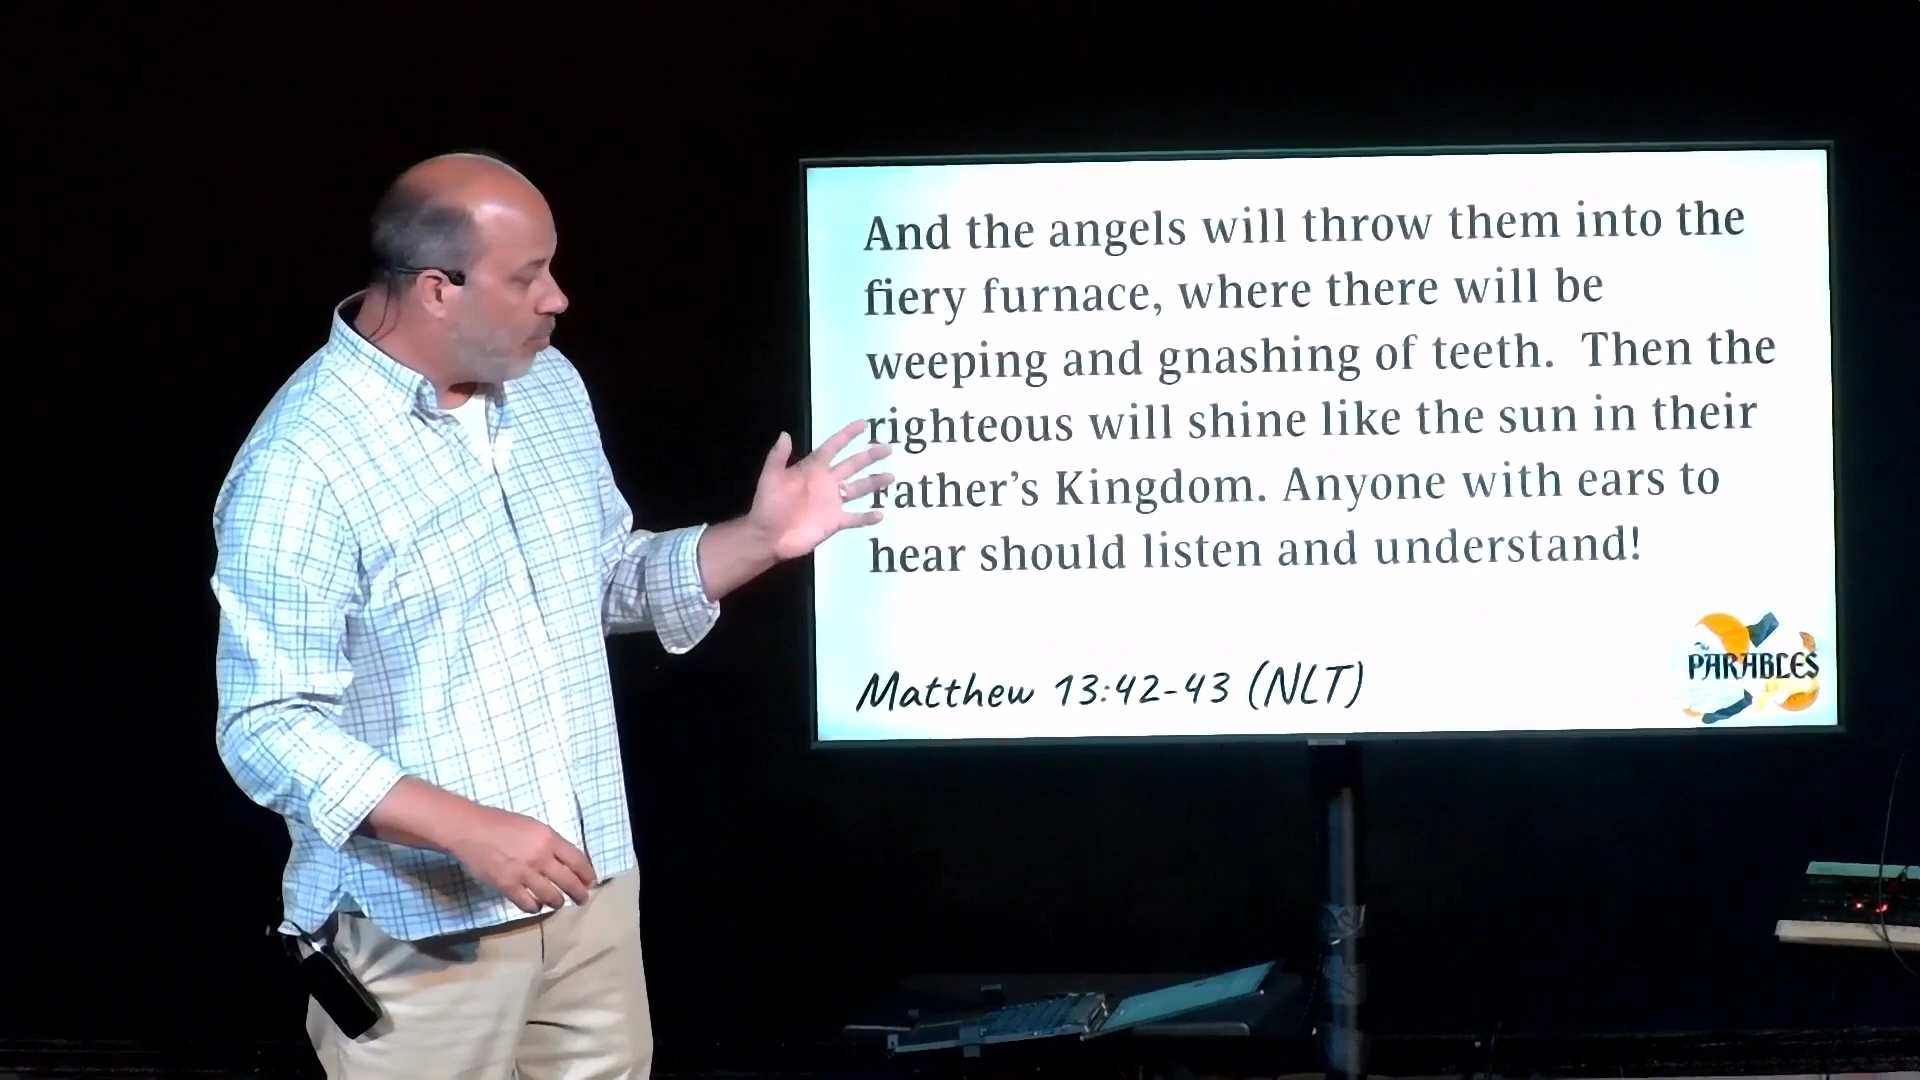 And the angels will throw them into the
fiery furnace, where there will be
weeping and gnashing of teeth.  Then the
righteous will shine like the sun in their
Father's Kingdom. Anyone with ears to
hear should listen and understand!
Matthew 13:42-43 (NLT)
The
PARABLES